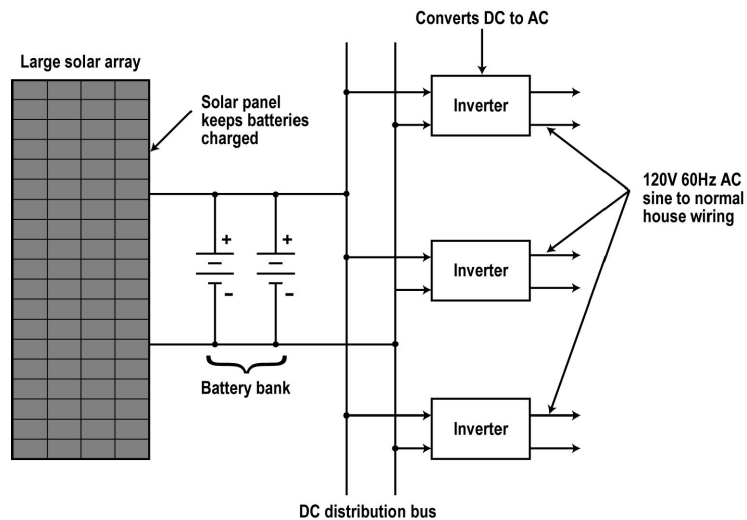 Converts DC to AC
Large solar array
Solar panel
keeps batteries
charged
Inverter
120V 60Hz AC
sine to normal
house wiring
+
+
Inverter
–
–
Battery bank
Inverter
DC distribution bus